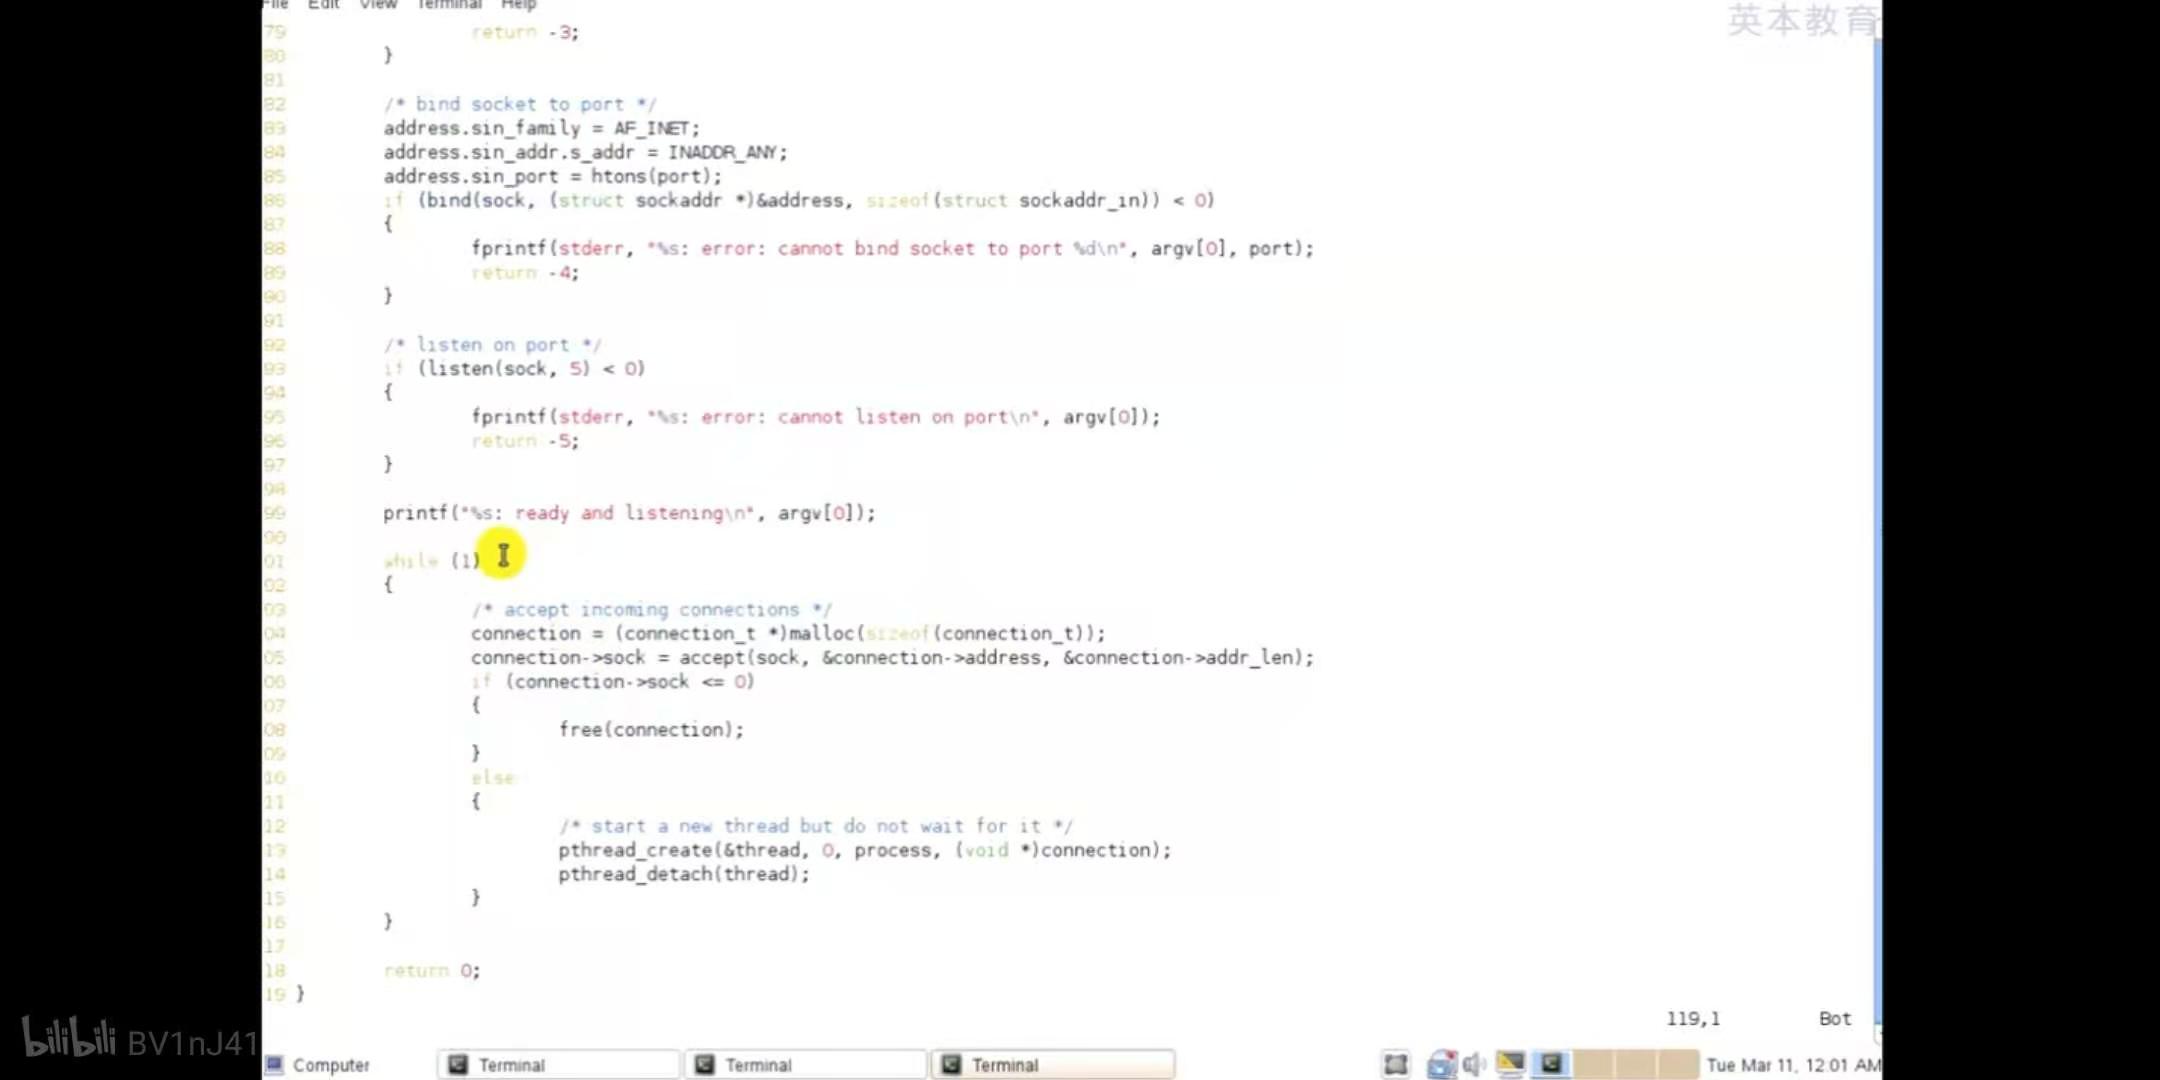 File Edit View Terminal Help
英本教育
79 return -3;
80 }
81
82 /* bind socket to port */
83 address.sin_family = AF_INET;
84 address.sin_addr.s_addr = INADDR_ANY;
85 address.sin_port = htons(port);
86 if (bind(sock, (struct sockaddr *)&address, sizeof(struct sockaddr_in)) < 0)
87 {
88 fprintf(stderr, "%s: error: cannot bind socket to port %d\n", argv[0], port);
89 return -4;
90 }
91
92 /* listen on port */
93 if (listen(sock, 5) < 0)
94 {
95 fprintf(stderr, "%s: error: cannot listen on port\n", argv[0]);
96 return -5;
97 }
98
99 printf("%s: ready and listening\n", argv[0]);
00
01 while (1)
02 {
03 /* accept incoming connections */
04 connection = (connection_t *)malloc(sizeof(connection_t));
05 connection->sock = accept(sock, &connection->address, &connection->addr_len);
06 if (connection->sock <= 0)
07 {
08 free(connection);
09 }
10 else
11 {
12 /* start a new thread but do not wait for it */
13 pthread_create(&thread, 0, process, (void *)connection);
14 pthread_detach(thread);
15 }
16 }
17
18 return 0;
19 }
119,1 Bot
bilibili BV1nJ41
Computer Terminal Terminal Terminal Tue Mar 11, 12:01 AM